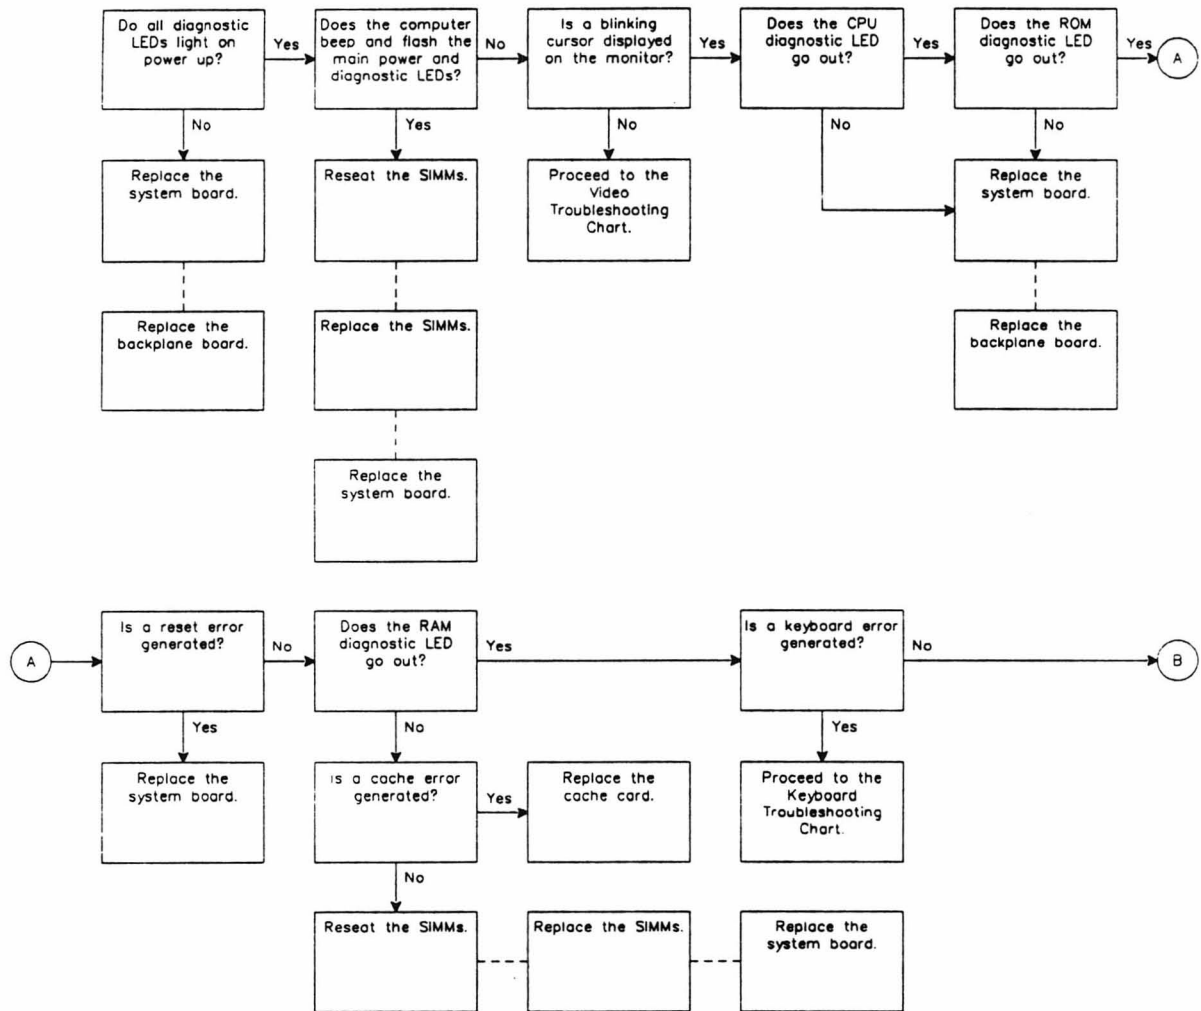 Do all diagnostic
LEDs light on
power up?
Yes
Does the computer
beep and flash the
main power and
diagnostic LEDs?
No
Is a blinking
cursor displayed
on the monitor?
Yes
Does the CPU
diagnostic LED
go out?
Yes
Does the ROM
diagnostic LED
go out?
Yes
A
No
Yes
No
No
No
Replace the
system board.
Reseat the SIMMs.
Proceed to the
Video
Troubleshooting
Chart.
Replace the
system board.
Replace the
backplane board.
Replace the SIMMs.
Replace the
backplane board.
Replace the
system board.
A
Is a reset error
generated?
No
Does the RAM
diagnostic LED
go out?
Yes
Is a keyboard error
generated?
No
B
Yes
No
Yes
Replace the
system board.
Is a cache error
generated?
Yes
Replace the
cache card.
Proceed to the
Keyboard
Troubleshooting
Chart.
No
Reseat the SIMMs.
Replace the SIMMs.
Replace the
system board.